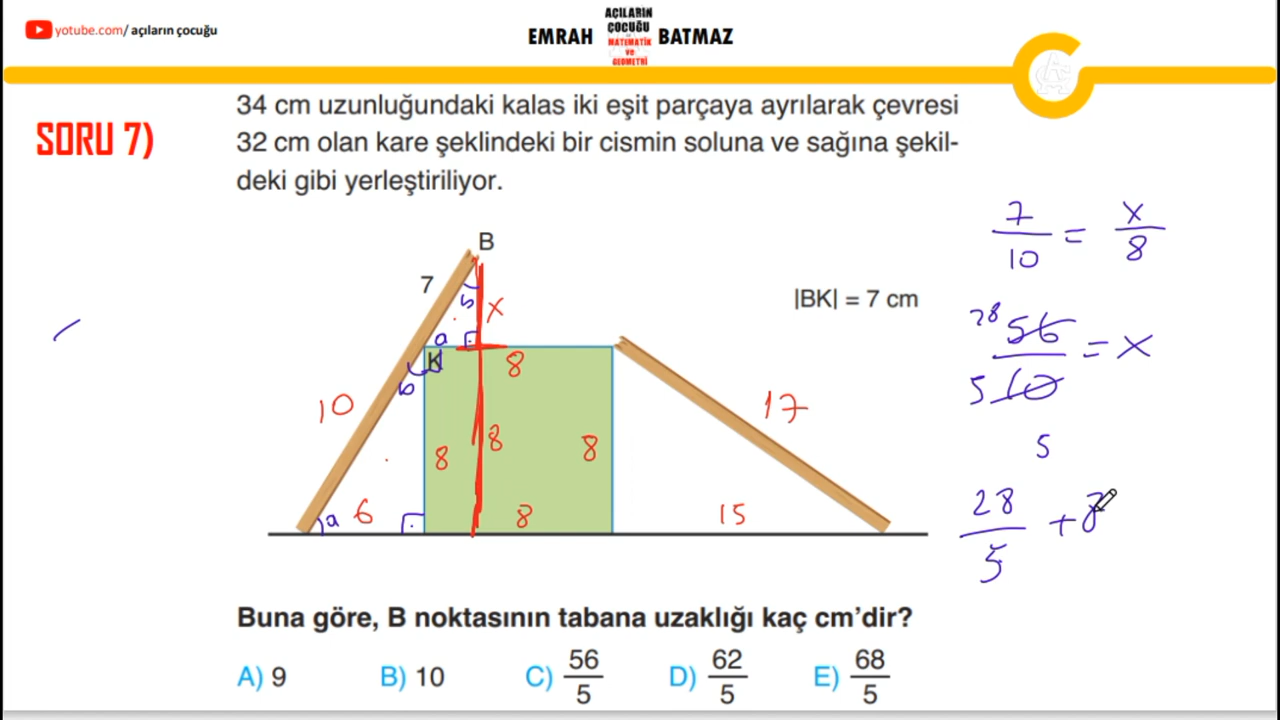 yotube.com/ açıların çocuğu
EMRAH
AÇILARIN
ÇOCUĞU
MATEMATİK
ve
GEOMETRİ
BATMAZ
SORU 7)
34 cm uzunluğundaki kalas iki eşit parçaya ayrılarak çevresi
32 cm olan kare şeklindeki bir cismin soluna ve sağına şekil-
deki gibi yerleştiriliyor.
B
7
b
x
a
K
8
b
10
8
8
8
17
a
6
8
15
|BK| = 7 cm
7/10 = x/8
28 56/10 5 = x
5
28/5 + 8
Buna göre, B noktasının tabana uzaklığı kaç cm'dir?
A) 9 B) 10 C) 56/5 D) 62/5 E) 68/5